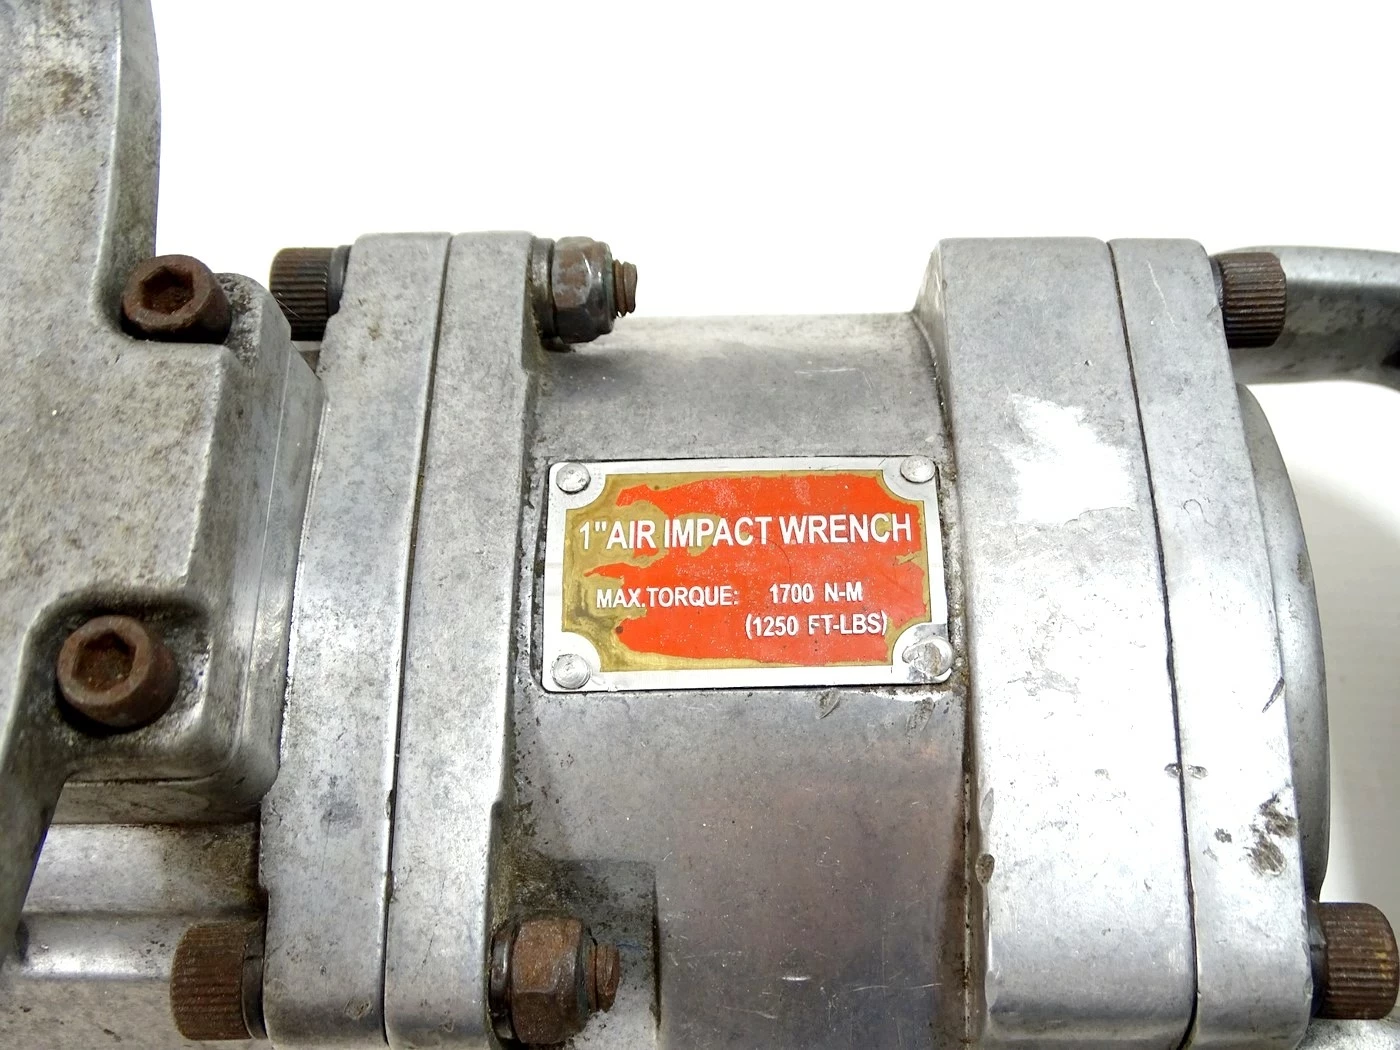 1"AIR IMPACT WRENCH
MAX.TORQUE: 1700 N-M
(1250 FT-LBS)